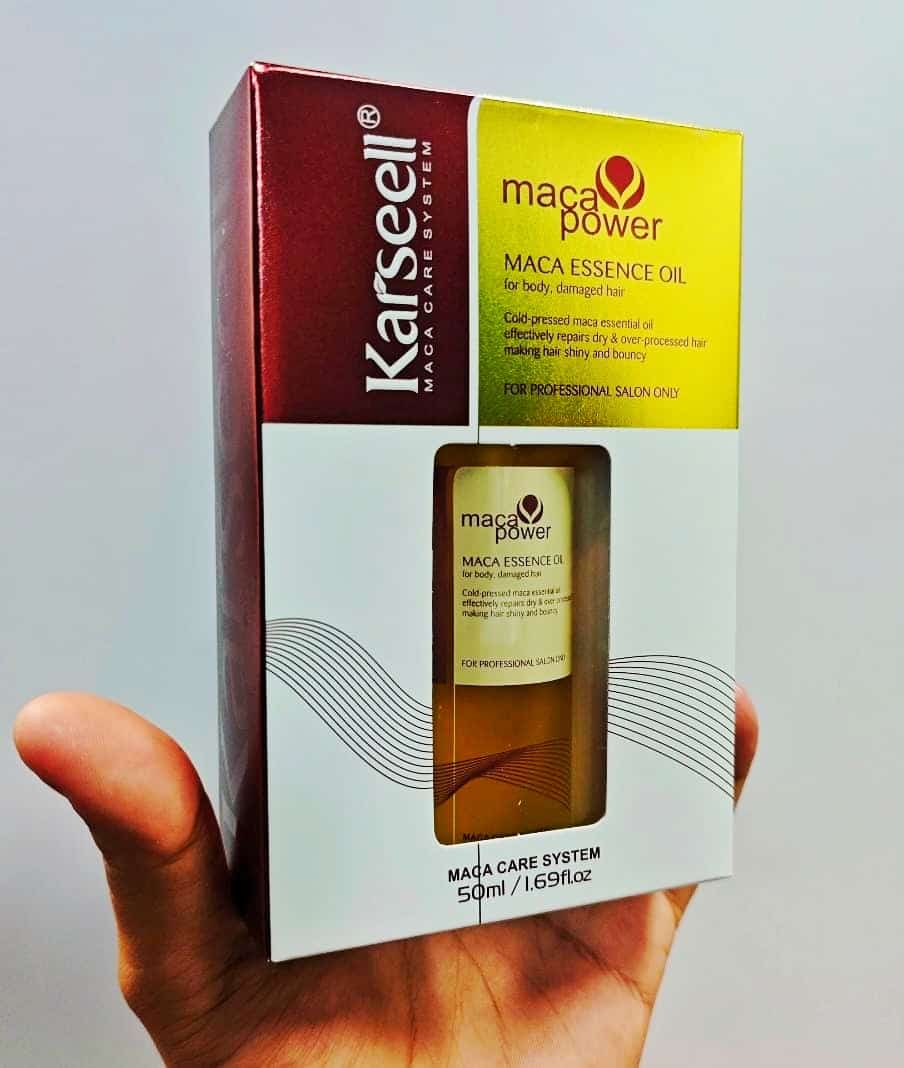 Karseell®
MACA CARE SYSTEM
maca
power
MACA ESSENCE OIL
for body, damaged hair
Cold-pressed maca essential oil
effectively repairs dry & over-processed hair
making hair shiny and bouncy
FOR PROFESSIONAL SALON ONLY
maca
power
MACA ESSENCE OIL
for body, damaged hair
Cold-pressed maca essential oil
effectively repairs dry & over
making hair shiny and bouncy
FOR PROFESSIONAL SALON ONLY
MACA CARE SYSTEM
50ml / 1.69fl.oz